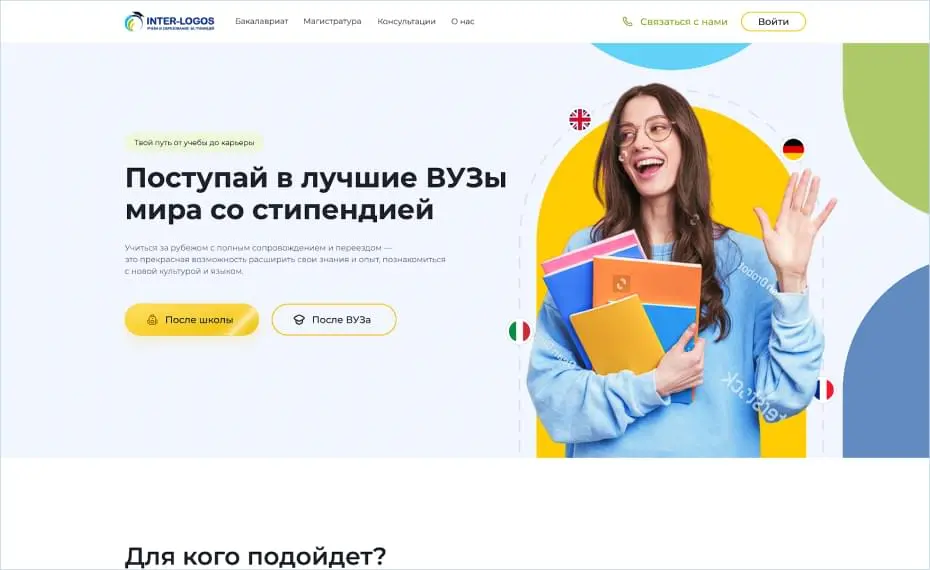 INTER-LOGOS
Бакалавриат
Магистратура
Консультации
О нас
Связаться с нами
Войти
Твой путь от учебы до карьеры
Поступай в лучшие ВУЗы
мира со стипендией
Учиться за рубежом с полным сопровождением и переездом —
это прекрасная возможность расширить свои знания и опыт, познакомиться
с новой культурой и языком.
После школы
После ВУЗа
Для кого подойдет?